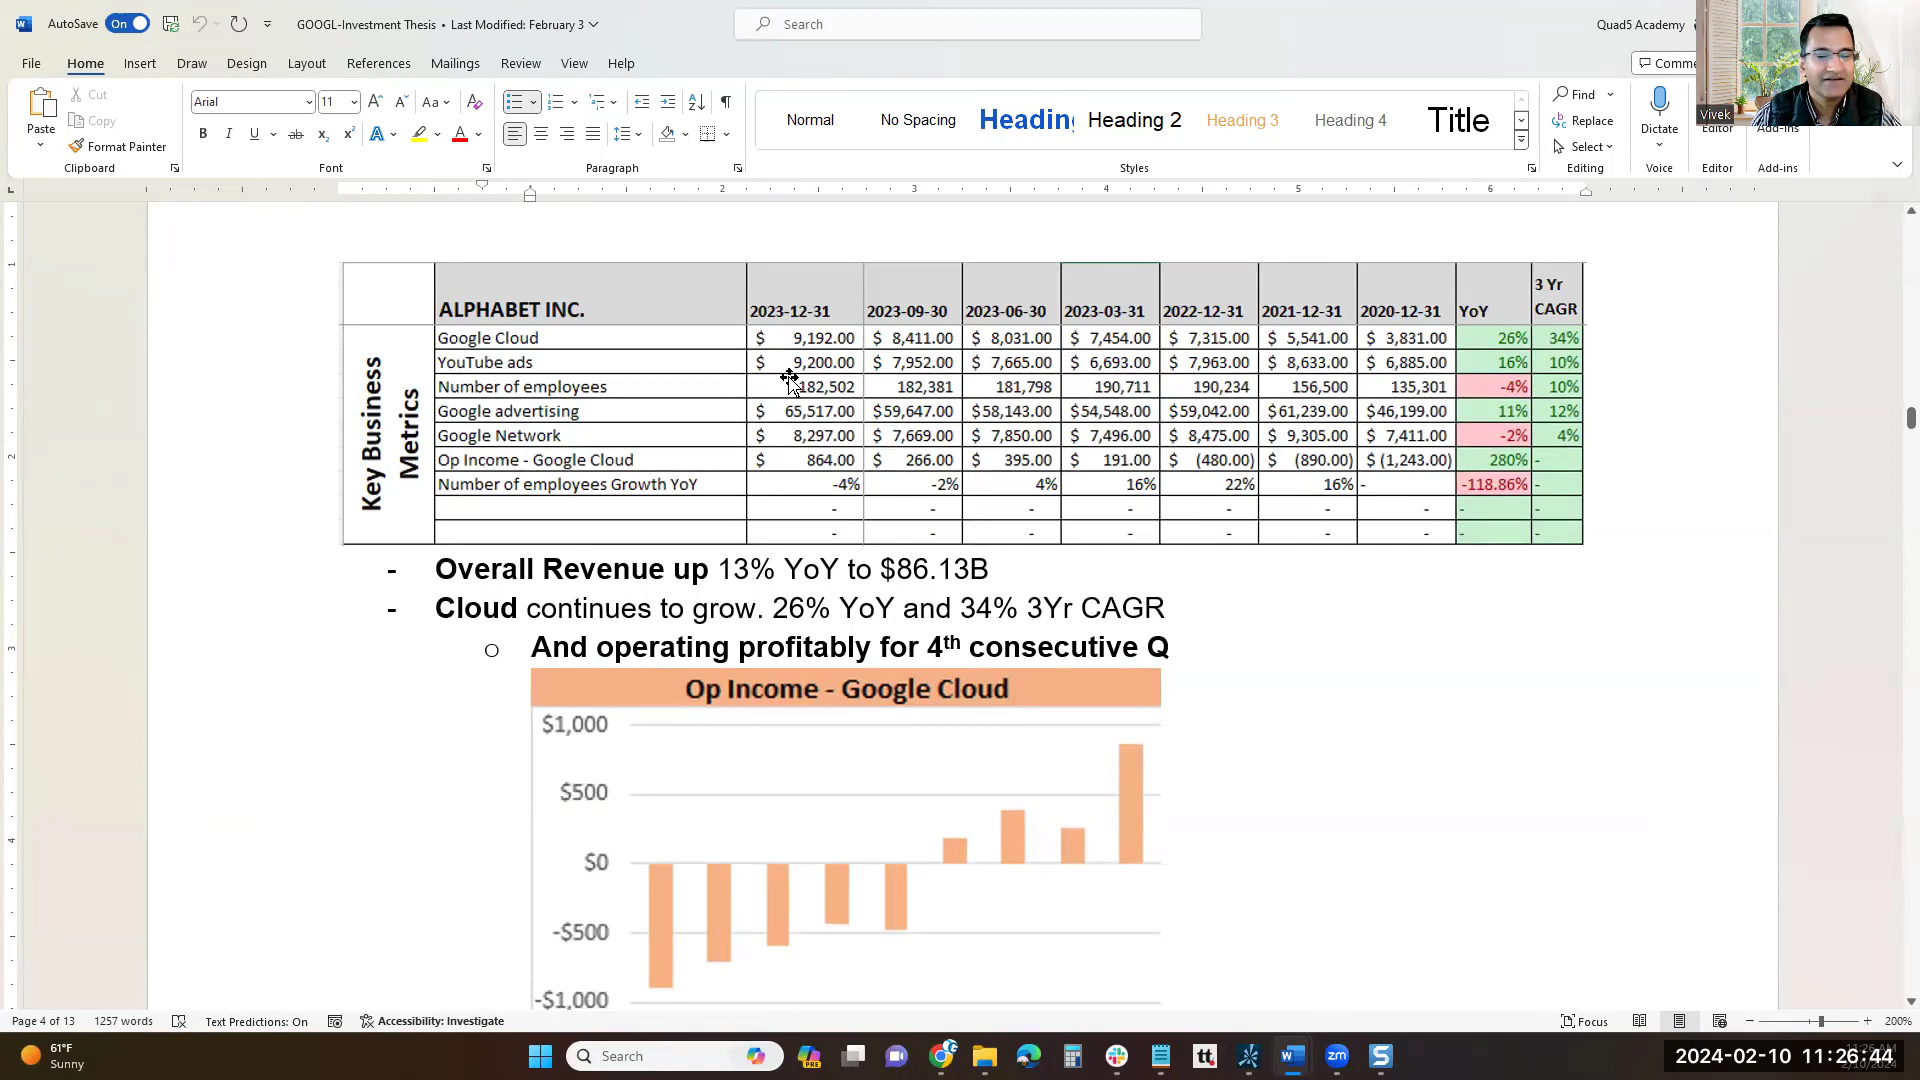 AutoSave On GOOGL-Investment Thesis • Last Modified: February 3 Search Quad5 Academy
File Home Insert Draw Design Layout References Mailings Review View Help Comme
Paste Cut Copy Format Painter Clipboard
Arial 11 Aa Font
Paragraph
Normal No Spacing Heading Heading 2 Heading 3 Heading 4 Title Styles
Find Replace Select Editing
Dictate Voice
Editor Editor
Add-ins Add-ins
Vivek
1 2 3 4 5 6
ALPHABET INC. 2023-12-31 2023-09-30 2023-06-30 2023-03-31 2022-12-31 2021-12-31 2020-12-31 YoY 3 Yr CAGR
Key Business Metrics
Google Cloud $ 9,192.00 $ 8,411.00 $ 8,031.00 $ 7,454.00 $ 7,315.00 $ 5,541.00 $ 3,831.00 26% 34%
YouTube ads $ 9,200.00 $ 7,952.00 $ 7,665.00 $ 6,693.00 $ 7,963.00 $ 8,633.00 $ 6,885.00 16% 10%
Number of employees 182,502 182,381 181,798 190,711 190,234 156,500 135,301 -4% 10%
Google advertising $ 65,517.00 $59,647.00 $58,143.00 $54,548.00 $59,042.00 $61,239.00 $46,199.00 11% 12%
Google Network $ 8,297.00 $ 7,669.00 $ 7,850.00 $ 7,496.00 $ 8,475.00 $ 9,305.00 $ 7,411.00 -2% 4%
Op Income - Google Cloud $ 864.00 $ 266.00 $ 395.00 $ 191.00 $ (480.00) $ (890.00) $ (1,243.00) 280% -
Number of employees Growth YoY -4% -2% 4% 16% 22% 16% - -118.86% -
- - - - - - - - -
- - - - - - - - -
- Overall Revenue up 13% YoY to $86.13B
- Cloud continues to grow. 26% YoY and 34% 3Yr CAGR
o And operating profitably for 4th consecutive Q
Op Income - Google Cloud
$1,000
$500
$0
-$500
-$1,000
Page 4 of 13 1257 words Text Predictions: On Accessibility: Investigate Focus 200%
61°F
Sunny
Search
PRE
tt
zm
S
2024-02-10 11:26:44